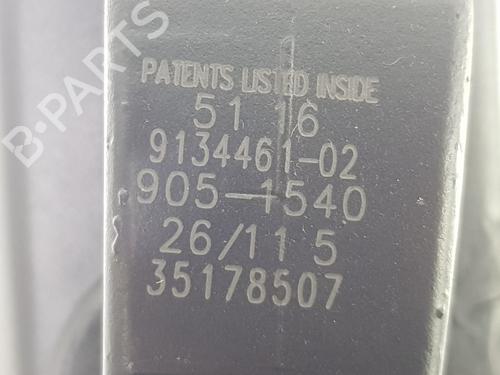 PATENTS LISTED INSIDE
51 16
9134461-02
905-1540
26/11 5
35178507
B-PARTS